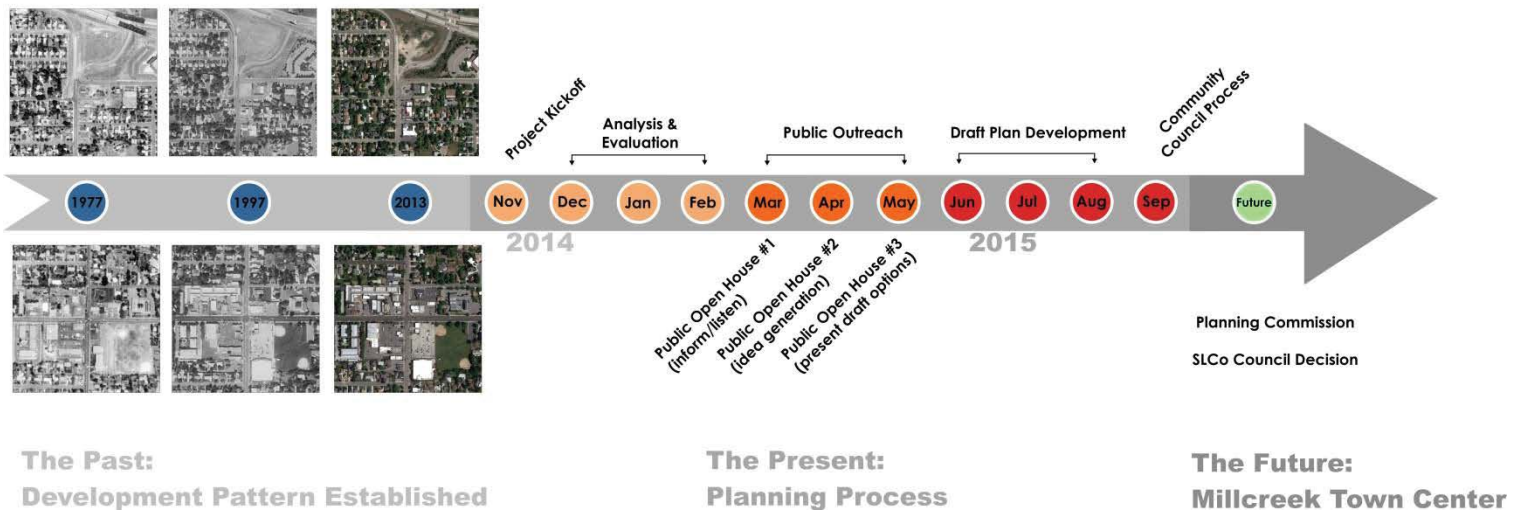 Project Kickoff
Analysis &
Evaluation
Public Outreach
Draft Plan Development
Community
Council Process
1977
1997
2013
Nov
Dec
Jan
Feb
Mar
Apr
May
Jun
Jul
Aug
Sep
Future
2014
2015
Public Open House #1
(inform/listen)
Public Open House #2
(idea generation)
Public Open House #3
(present draft options)
Planning Commission
SLCo Council Decision
The Past:
Development Pattern Established
The Present:
Planning Process
The Future:
Millcreek Town Center